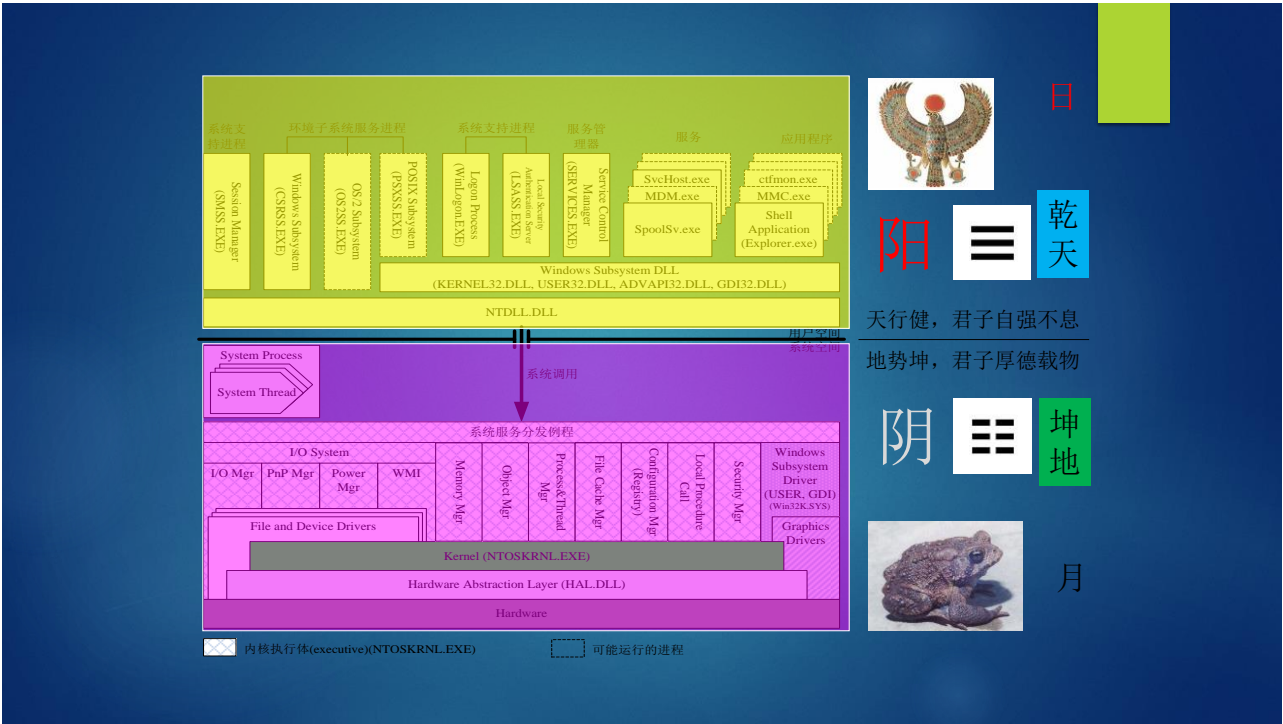 系统支
持进程
环境子系统服务进程
系统支持进程
服务管
理器
服务
应用程序
Session Manager
(SMSS.EXE)
Windows Subsystem
(CSRSS.EXE)
OS/2 Subsystem
(OS2SS.EXE)
POSIX Subsystem
(PSXSS.EXE)
Logon Process
(WinLogon.EXE)
Local Security
Authentication Server
(LSASS.EXE)
Service Control
Manager
(SERVICES.EXE)
SvcHost.exe
MDM.exe
SpoolSv.exe
ctfmon.exe
MMC.exe
Shell
Application
(Explorer.exe)
Windows Subsystem DLL
(KERNEL32.DLL, USER32.DLL, ADVAPI32.DLL, GDI32.DLL)
NTDLL.DLL
用户空间
系统空间
System Process
System Thread
系统调用
系统服务分发例程
I/O System
I/O Mgr
PnP Mgr
Power
Mgr
WMI
Memory Mgr
Object Mgr
Process&Thread
Mgr
File Cache Mgr
Configuration Mgr
(Registry)
Local Procedure
Call
Security Mgr
Windows
Subsystem
Driver
(USER, GDI)
(Win32K.SYS)
File and Device Drivers
Graphics
Drivers
Kernel (NTOSKRNL.EXE)
Hardware Abstraction Layer (HAL.DLL)
Hardware
内核执行体(executive)(NTOSKRNL.EXE)
可能运行的进程
日
阳
乾
天
天行健，君子自强不息
地势坤，君子厚德载物
阴
坤
地
月